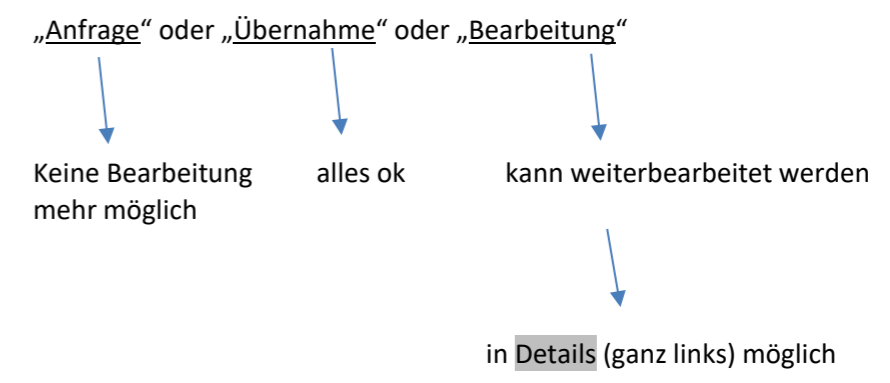 „Anfrage“ oder „Übernahme“ oder „Bearbeitung“
Keine Bearbeitung mehr möglich
alles ok
kann weiterbearbeitet werden
in Details (ganz links) möglich